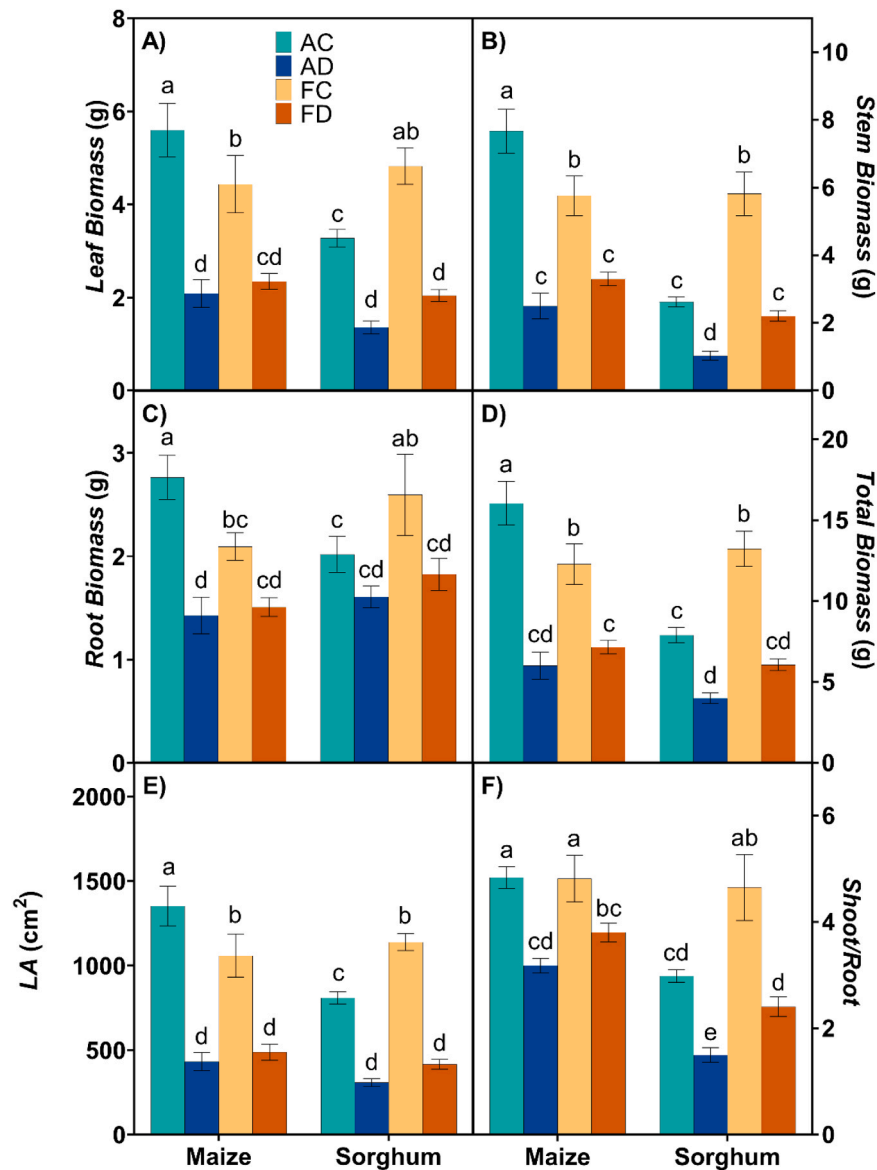 A)
AC
AD
FC
FD
B)
8
6
4
2
0
Leaf Biomass (g)
a
d
b
cd
c
d
ab
d
a
c
b
c
c
d
b
c
10
8
6
4
2
0
Stem Biomass (g)
C)
D)
3
2
1
0
Root Biomass (g)
a
d
bc
cd
c
cd
ab
cd
a
cd
b
c
c
d
b
cd
20
15
10
5
0
Total Biomass (g)
E)
F)
2000
1500
1000
500
0
LA (cm²)
a
d
b
d
c
d
b
d
a
cd
a
bc
cd
e
ab
d
6
4
2
0
Shoot/Root
Maize Sorghum Maize Sorghum